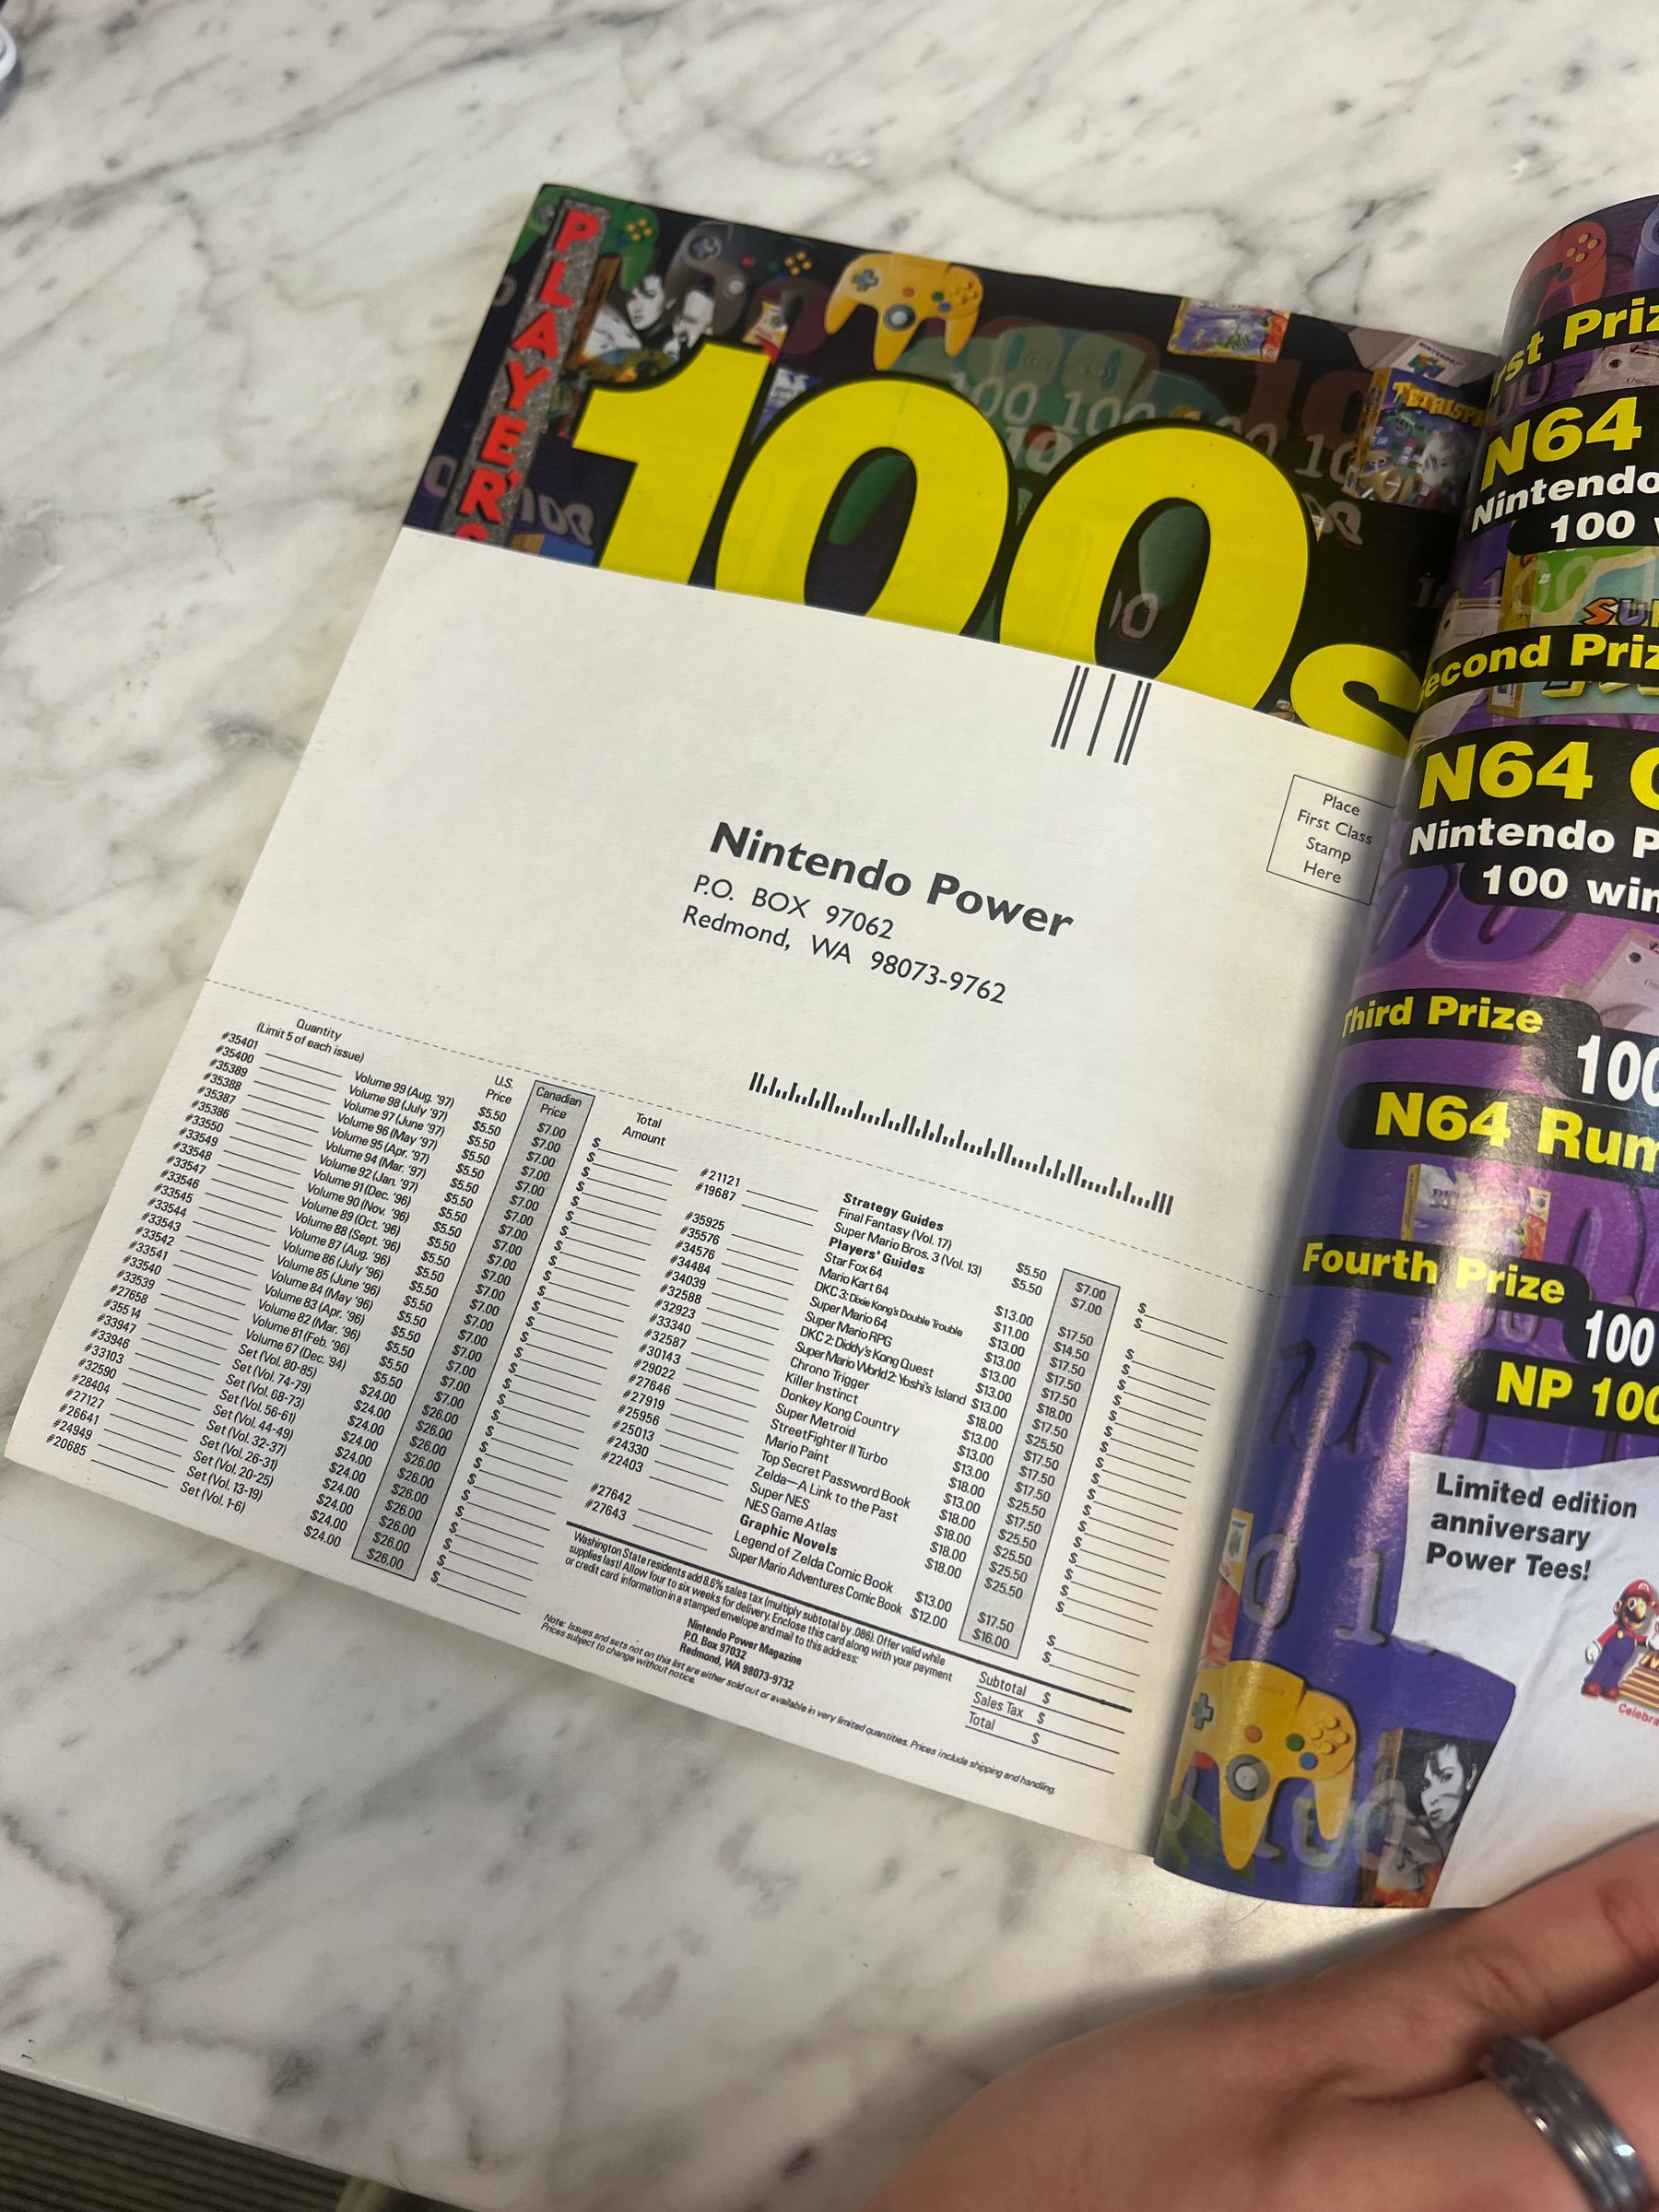 PLAYER'S
100s
TETRISPHERE
Nintendo Power
P.O. BOX 97062
Redmond, WA 98073-9762
Place
First Class
Stamp
Here
Quantity
(Limit 5 of each issue)
U.S.
Price
Canadian
Price
Total
Amount
#35401 Volume 99 (Aug. '97) $5.50 $7.00 $
#35400 Volume 98 (July '97) $5.50 $7.00 $
#35389 Volume 97 (June '97) $5.50 $7.00 $
#35388 Volume 96 (May '97) $5.50 $7.00 $
#35387 Volume 95 (Apr. '97) $5.50 $7.00 $
#35386 Volume 94 (Mar. '97) $5.50 $7.00 $
#33550 Volume 92 (Jan. '97) $5.50 $7.00 $
#33549 Volume 91 (Dec. '96) $5.50 $7.00 $
#33548 Volume 90 (Nov. '96) $5.50 $7.00 $
#33547 Volume 89 (Oct. '96) $5.50 $7.00 $
#33546 Volume 88 (Sept. '96) $5.50 $7.00 $
#33545 Volume 87 (Aug. '96) $5.50 $7.00 $
#33544 Volume 86 (July '96) $5.50 $7.00 $
#33543 Volume 85 (June '96) $5.50 $7.00 $
#33542 Volume 84 (May '96) $5.50 $7.00 $
#33541 Volume 83 (Apr. '96) $5.50 $7.00 $
#33540 Volume 82 (Mar. '96) $5.50 $7.00 $
#33539 Volume 81 (Feb. '96) $5.50 $7.00 $
#27658 Volume 67 (Dec. '94) $5.50 $7.00 $
#35514 Set (Vol. 80-85) $24.00 $26.00 $
#33947 Set (Vol. 74-79) $24.00 $26.00 $
#33946 Set (Vol. 68-73) $24.00 $26.00 $
#33103 Set (Vol. 56-61) $24.00 $26.00 $
#32590 Set (Vol. 44-49) $24.00 $26.00 $
#28404 Set (Vol. 32-37) $24.00 $26.00 $
#27127 Set (Vol. 26-31) $24.00 $26.00 $
#26641 Set (Vol. 20-25) $24.00 $26.00 $
#24949 Set (Vol. 13-19) $24.00 $26.00 $
#20685 Set (Vol. 1-6) $24.00 $26.00 $
Strategy Guides
#21121 Final Fantasy (Vol. 17) $5.50 $7.00 $
#19687 Super Mario Bros. 3 (Vol. 13) $5.50 $7.00 $
Players' Guides
#35925 Star Fox 64 $13.00 $17.50 $
#35576 Mario Kart 64 $11.00 $14.50 $
#34576 DKC 3: Dixie Kong's Double Trouble $13.00 $17.50 $
#34484 Super Mario 64 $13.00 $17.50 $
#34039 Super Mario RPG $13.00 $17.50 $
#32588 DKC 2: Diddy's Kong Quest $13.00 $18.00 $
#32923 Super Mario World 2: Yoshi's Island $13.00 $17.50 $
#33340 Chrono Trigger $18.00 $25.50 $
#32587 Killer Instinct $13.00 $17.50 $
#30143 Donkey Kong Country $13.00 $17.50 $
#29022 Super Metroid $13.00 $17.50 $
#27646 StreetFighter II Turbo $18.00 $25.50 $
#27919 Mario Paint $13.00 $17.50 $
#25956 Top Secret Password Book $18.00 $25.50 $
#25013 Zelda—A Link to the Past $18.00 $25.50 $
#24330 Super NES $18.00 $25.50 $
#22403 NES Game Atlas $18.00 $25.50 $
Graphic Novels
#27642 Legend of Zelda Comic Book $13.00 $17.50 $
#27643 Super Mario Adventures Comic Book $12.00 $16.00 $
Washington State residents add 8.6% sales tax (multiply subtotal by .086). Offer valid while
supplies last! Allow four to six weeks for delivery. Enclose this card along with your payment
or credit card information in a stamped envelope and mail to this address:
Nintendo Power Magazine
P.O. Box 97032
Redmond, WA 98073-9732
Note: Issues and sets not on this list are either sold out or available in very limited quantities. Prices include shipping and handling.
Prices subject to change without notice.
Subtotal $
Sales Tax $
Total $
First Priz
N64
Nintendo
100 w
Second Priz
N64 C
Nintendo P
100 win
Third Prize
100
N64 Rum
Fourth Prize
100
NP 100
Limited edition
anniversary
Power Tees!
Celebra